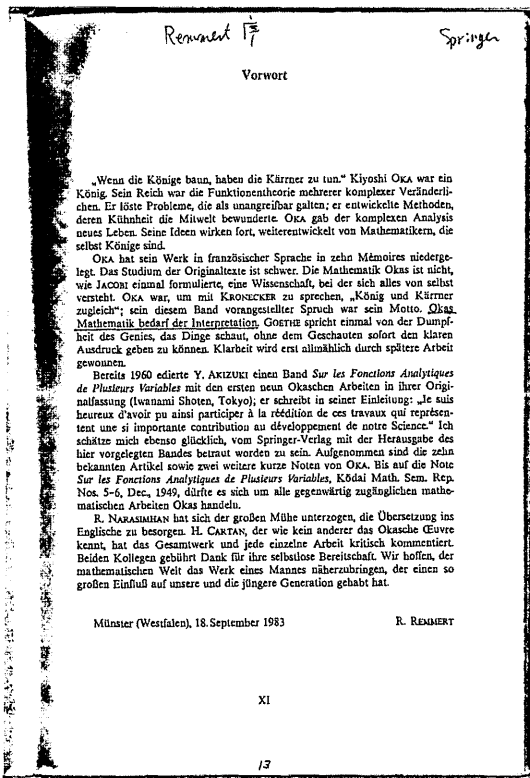 Remmert
Springer
Vorwort
„Wenn die Könige baun, haben die Kärrner zu tun.“ Kiyoshi OKA war ein
König. Sein Reich war die Funktionentheorie mehrerer komplexer Veränderli-
chen. Er löste Probleme, die als unangreifbar galten; er entwickelte Methoden,
deren Kühnheit die Mitwelt bewunderte. OKA gab der komplexen Analysis
neues Leben. Seine Ideen wirken fort, weiterentwickelt von Mathematikern, die
selbst Könige sind.
OKA hat sein Werk in französischer Sprache in zehn Mémoires niederge-
legt. Das Studium der Originaltexte ist schwer. Die Mathematik Okas ist nicht,
wie JACOBI einmal formulierte, eine Wissenschaft, bei der sich alles von selbst
versteht. OKA war, um mit KRONECKER zu sprechen, „König und Kärrner
zugleich“; sein diesem Band vorangestellter Spruch war sein Motto. Okas
Mathematik bedarf der Interpretation. GOETHE spricht einmal von der Dumpf-
heit des Genies, das Dinge schaut, ohne dem Geschauten sofort den klaren
Ausdruck geben zu können. Klarheit wird erst allmählich durch spätere Arbeit
gewonnen.
Bereits 1960 edierte Y. AKIZUKI einen Band Sur les Fonctions Analytiques
de Plusieurs Variables mit den ersten neun Okaschen Arbeiten in ihrer Origi-
nalfassung (Iwanami Shoten, Tokyo); er schreibt in seiner Einleitung: „Je suis
heureux d'avoir pu ainsi participer à la réédition de ces travaux qui représen-
tent une si importante contribution au développement de notre Science.“ Ich
schätze mich ebenso glücklich, vom Springer-Verlag mit der Herausgabe des
hier vorgelegten Bandes betraut worden zu sein. Aufgenommen sind die zehn
bekannten Artikel sowie zwei weitere kurze Noten von OKA. Bis auf die Note
Sur les Fonctions Analytiques de Plusieurs Variables, Kōdai Math. Sem. Rep.
Nos. 5-6, Dec., 1949, dürfte es sich um alle gegenwärtig zugänglichen mathe-
matischen Arbeiten Okas handeln.
R. NARASIMHAN hat sich der großen Mühe unterzogen, die Übersetzung ins
Englische zu besorgen. H. CARTAN, der wie kein anderer das Okasche Œuvre
kennt, hat das Gesamtwerk und jede einzelne Arbeit kritisch kommentiert.
Beiden Kollegen gebührt Dank für ihre selbstlose Bereitschaft. Wir hoffen, der
mathematischen Welt das Werk eines Mannes näherzubringen, der einen so
großen Einfluß auf unsere und die jüngere Generation gehabt hat.
Münster (Westfalen), 18. September 1983 R. REMMERT
XI
13